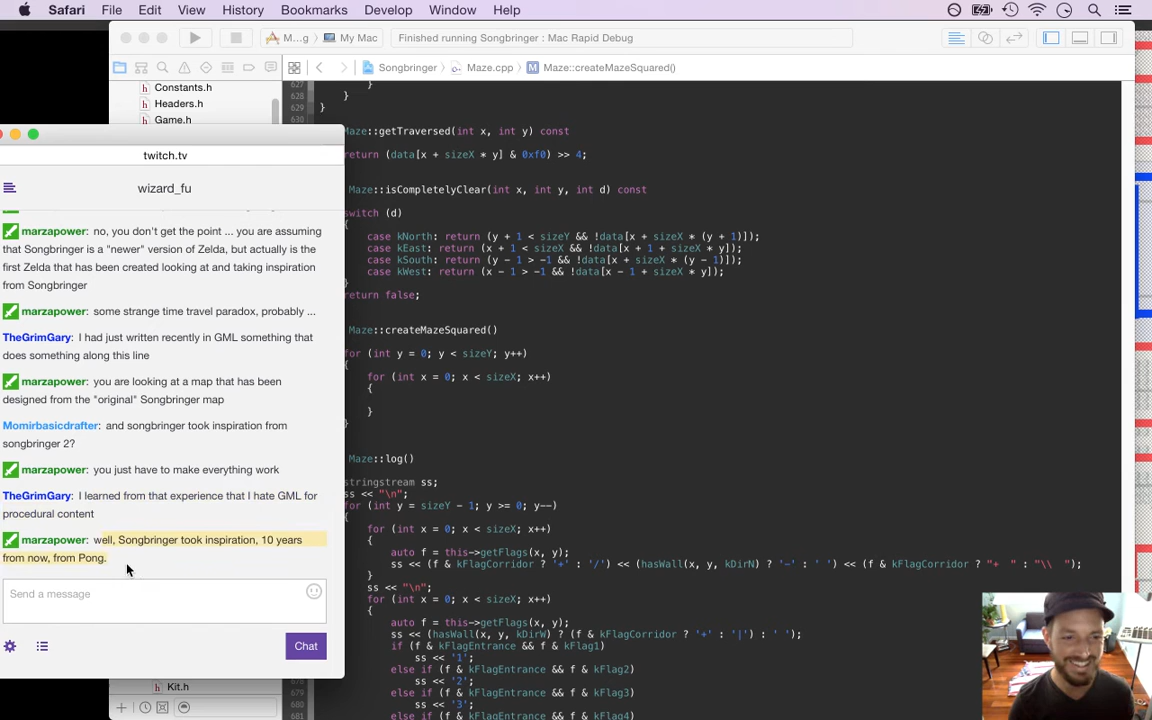 Safari File Edit View History Bookmarks Develop Window Help
M...g My Mac Finished running Songbringer : Mac Rapid Debug
Songbringer Maze.cpp Maze::createMazeSquared()
Constants.h
Headers.h
Game.h
twitch.tv
wizard_fu
marzapower: no, you don't get the point ... you are assuming
that Songbringer is a "newer" version of Zelda, but actually is the
first Zelda that has been created looking at and taking inspiration
from Songbringer
marzapower: some strange time travel paradox, probably ...
TheGrimGary: I had just written recently in GML something that
does something along this line
marzapower: you are looking at a map that has been
designed from the "original" Songbringer map
Momirbasicdrafter: and songbringer took inspiration from
songbringer 2?
marzapower: you just have to make everything work
TheGrimGary: I learned from that experience that I hate GML for
procedural content
marzapower: well, Songbringer took inspiration, 10 years
from now, from Pong.
Send a message
Chat
Kit.h
627 }
628 }
629 }
630
Maze::getTraversed(int x, int y) const
return (data[x + sizeX * y] & 0xf0) >> 4;
Maze::isCompletelyClear(int x, int y, int d) const
switch (d)
{
case kNorth: return (y + 1 < sizeY && !data[x + sizeX * (y + 1)]);
case kEast: return (x + 1 < sizeX && !data[x + 1 + sizeX * y]);
case kSouth: return (y - 1 > -1 && !data[x + sizeX * (y - 1)]);
case kWest: return (x - 1 > -1 && !data[x - 1 + sizeX * y]);
}
return false;
Maze::createMazeSquared()
for (int y = 0; y < sizeY; y++)
{
for (int x = 0; x < sizeX; x++)
{
}
}
Maze::log()
stringstream ss;
ss << "\n";
for (int y = sizeY - 1; y >= 0; y--)
{
for (int x = 0; x < sizeX; x++)
{
auto f = this->getFlags(x, y);
ss << (f & kFlagCorridor ? '+' : '/') << (hasWall(x, y, kDirN) ? '-' : ' ') << (f & kFlagCorridor ? "+  " : "\\  ");
}
ss << "\n";
for (int x = 0; x < sizeX; x++)
{
auto f = this->getFlags(x, y);
ss << (hasWall(x, y, kDirW) ? (f & kFlagCorridor ? '+' : '|') : ' ');
if (f & kFlagEntrance && f & kFlag1)
ss << '1';
else if (f & kFlagEntrance && f & kFlag2)
678 ss << '2';
679 else if (f & kFlagEntrance && f & kFlag3)
680 ss << '3';
681 else if (f & kFlagEntrance && f & kFlag4)